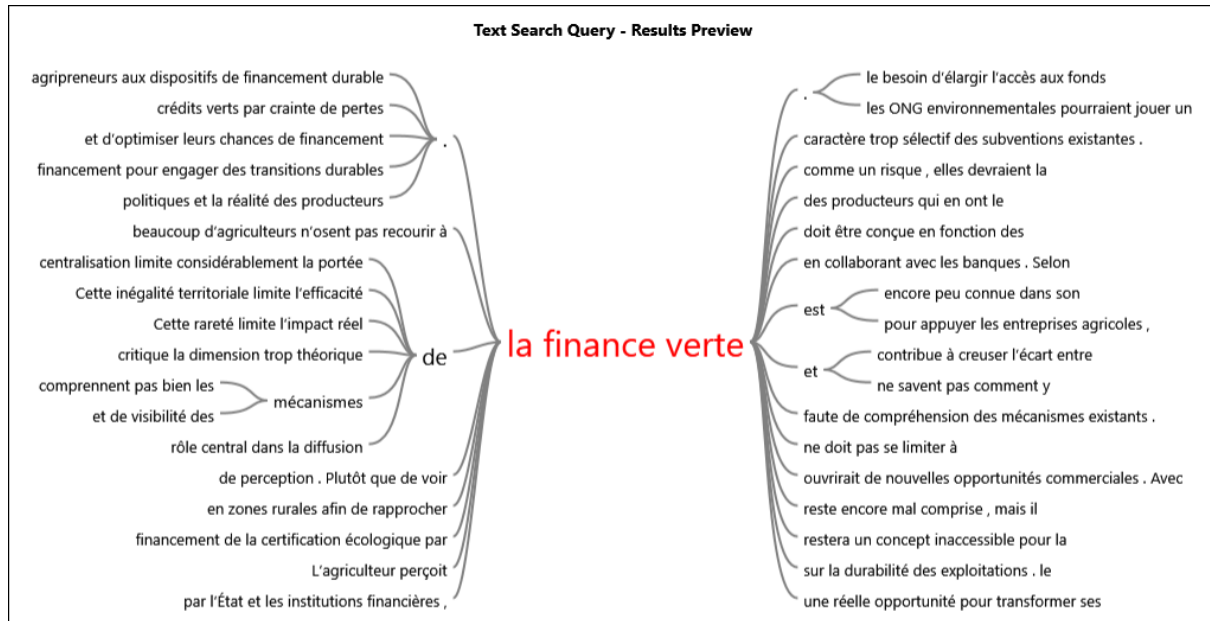 Text Search Query - Results Preview
agripreneurs aux dispositifs de financement durable
crédits verts par crainte de pertes
et d'optimiser leurs chances de financement
financement pour engager des transitions durables
politiques et la réalité des producteurs
.
beaucoup d'agriculteurs n'osent pas recourir à
centralisation limite considérablement la portée
Cette inégalité territoriale limite l'efficacité
Cette rareté limite l'impact réel
critique la dimension trop théorique
comprennent pas bien les
et de visibilité des
mécanismes
rôle central dans la diffusion
de
de perception . Plutôt que de voir
en zones rurales afin de rapprocher
financement de la certification écologique par
L'agriculteur perçoit
par l'État et les institutions financières ,
la finance verte
.
le besoin d'élargir l'accès aux fonds
les ONG environnementales pourraient jouer un
caractère trop sélectif des subventions existantes .
comme un risque , elles devraient la
des producteurs qui en ont le
doit être conçue en fonction des
en collaborant avec les banques . Selon
est
encore peu connue dans son
pour appuyer les entreprises agricoles ,
et
contribue à creuser l'écart entre
ne savent pas comment y
faute de compréhension des mécanismes existants .
ne doit pas se limiter à
ouvrirait de nouvelles opportunités commerciales . Avec
reste encore mal comprise , mais il
restera un concept inaccessible pour la
sur la durabilité des exploitations . le
une réelle opportunité pour transformer ses